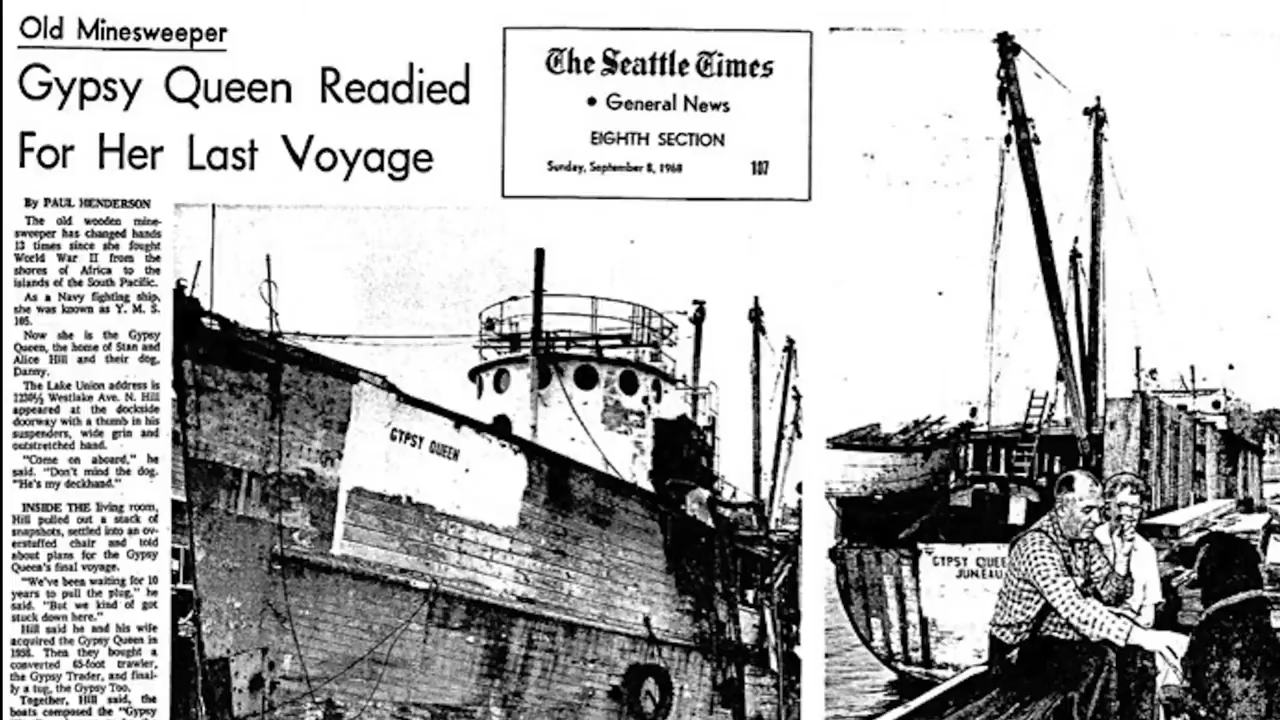 Old Minesweeper
Gypsy Queen Readied
For Her Last Voyage
The Seattle Times
• General News
EIGHTH SECTION
Sunday, September 8, 1968 107
By PAUL HENDERSON
The old wooden mine-
sweeper has changed hands
13 times since she fought
World War II from the
shores of Africa to the
islands of the South Pacific.
As a Navy fighting ship,
she was known as Y. M. S.
105.
Now she is the Gypsy
Queen, the home of Stan and
Alice Hill and their dog,
Danny.
The Lake Union address is
1230½ Westlake Ave. N. Hill
appeared at the dockside
doorway with a thumb in his
suspenders, wide grin and
outstretched hand.
"Come on aboard," he
said. "Don't mind the dog.
"He's my deckhand."
INSIDE THE living room,
Hill pulled out a stack of
snapshots, settled into an ov-
erstuffed chair and told
about plans for the Gypsy
Queen's final voyage.
"We've been waiting for 10
years to pull the plug," he
said. "But we kind of got
stuck down here."
Hill said he and his wife
acquired the Gypsy Queen in
1958. Then they bought a
converted 65-foot trawler,
the Gypsy Trader, and final-
ly a tug, the Gypsy Too.
Together, Hill said, the
boats composed the "Gypsy
GYPSY QUEEN
GYPSY QUEE
JUNEAU